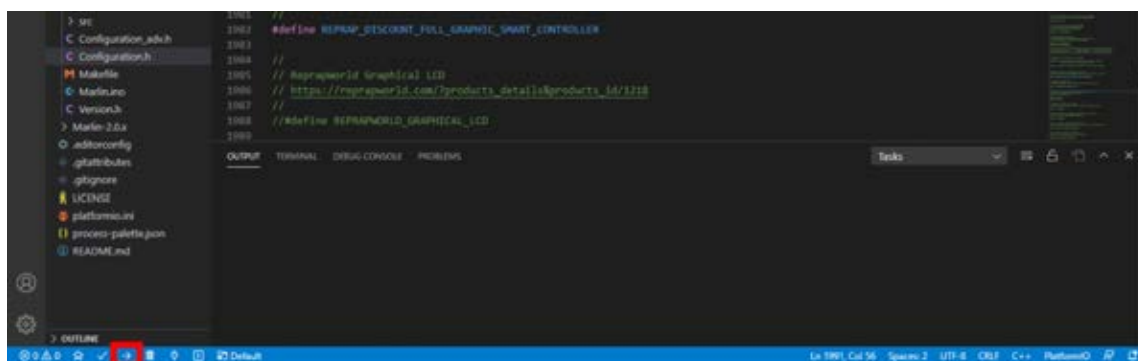 > src
C Configuration_adv.h
C Configuration.h
M Makefile
Marlin.ino
C Version.h
> Marlin-2.0.x
.editorconfig
.gitattributes
.gitignore
LICENSE
platformio.ini
{} process-palette.json
README.md
> OUTLINE
1981 //
1982 #define REPRAP_DISCOUNT_FULL_GRAPHIC_SMART_CONTROLLER
1983
1984 //
1985 // Reprapworld Graphical LCD
1986 // https://reprapworld.com/?products_details&products_id/1218
1987 //
1988 //#define REPRAPWORLD_GRAPHICAL_LCD
1989
OUTPUT TERMINAL DEBUG CONSOLE PROBLEMS Tasks
0 0 Default Ln 1991, Col 56 Spaces: 2 UTF-8 CRLF C++ PlatformIO